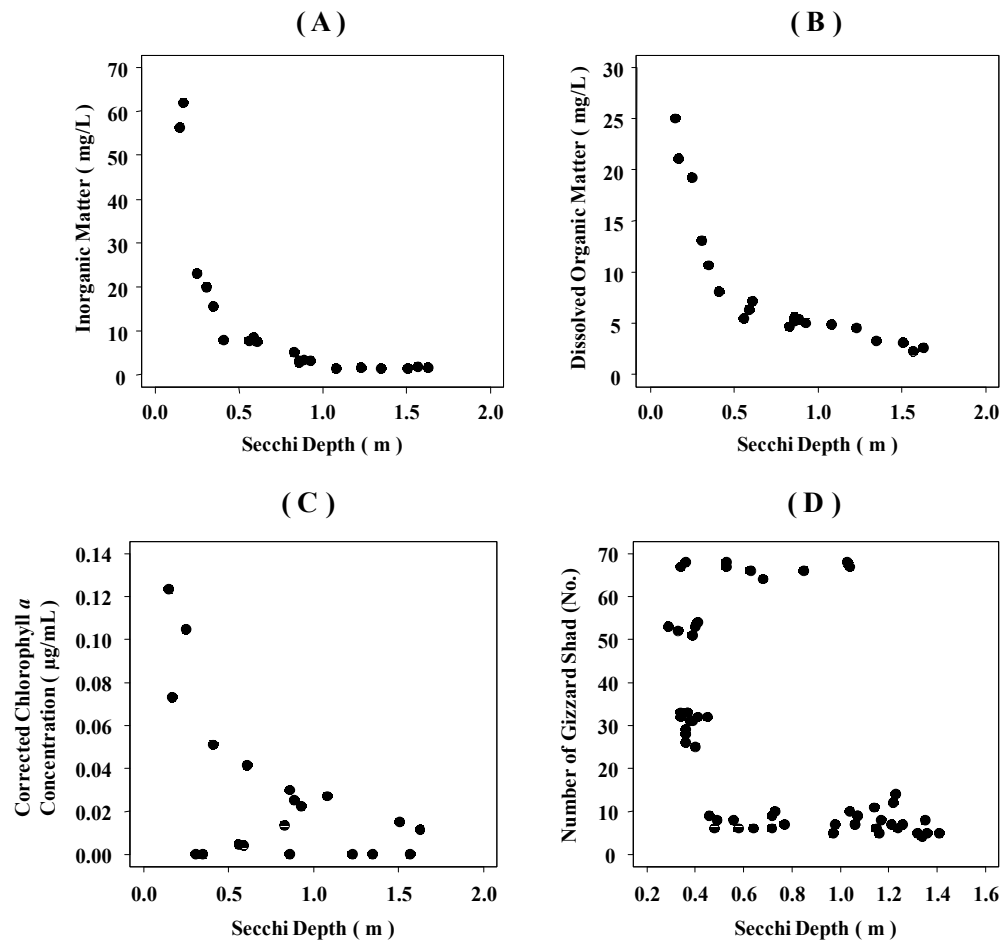 ( A )
70
60
50
40
30
20
10
0
Inorganic Matter ( mg/L )
0.0 0.5 1.0 1.5 2.0
Secchi Depth ( m )
( B )
30
25
20
15
10
5
0
Dissolved Organic Matter ( mg/L )
0.0 0.5 1.0 1.5 2.0
Secchi Depth ( m )
( C )
0.14
0.12
0.10
0.08
0.06
0.04
0.02
0.00
Corrected Chlorophyll a
Concentration ( µg/mL )
0.0 0.5 1.0 1.5 2.0
Secchi Depth ( m )
( D )
70
60
50
40
30
20
10
0
Number of Gizzard Shad (No.)
0.2 0.4 0.6 0.8 1.0 1.2 1.4 1.6
Secchi Depth ( m )